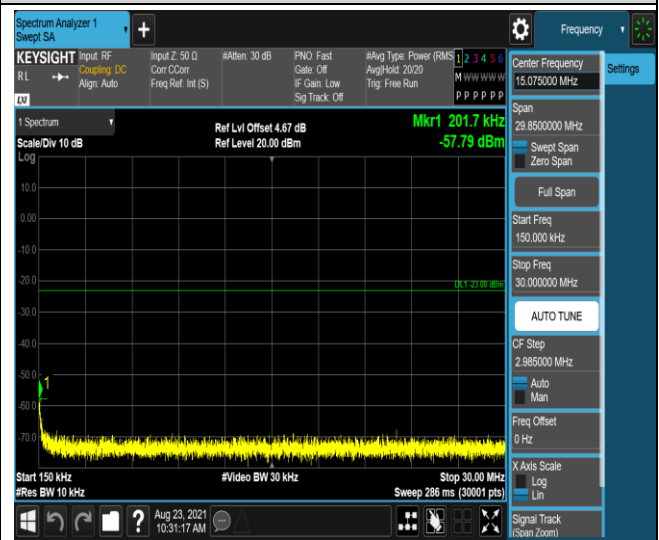 Spectrum Analyzer 1
Swept SA
+
Frequency
KEYSIGHT
RL
LXI
Input: RF
Coupling: DC
Align: Auto
Input Z: 50 Ω
Corr CCorr
Freq Ref: Int (S)
#Atten: 30 dB
PNO: Fast
Gate: Off
IF Gain: Low
Sig Track: Off
#Avg Type: Power (RMS
Avg|Hold: 20/20
Trig: Free Run
1 2 3 4 5 6
M W W W W W
P P P P P P
Center Frequency
15.075000 MHz
Settings
Span
29.8500000 MHz
Swept Span
Zero Span
Full Span
Start Freq
150.000 kHz
Stop Freq
30.000000 MHz
AUTO TUNE
CF Step
2.985000 MHz
Auto
Man
Freq Offset
0 Hz
X Axis Scale
Log
Lin
Signal Track
(Span Zoom)
1 Spectrum
Scale/Div 10 dB
Log
Ref Lvl Offset 4.67 dB
Ref Level 20.00 dBm
Mkr1 201.7 kHz
-57.79 dBm
10.0
0.00
-10.0
-20.0
DL1 -23.00 dBm
-30.0
-40.0
-50.0
1
-60.0
-70.0
Start 150 kHz
#Video BW 30 kHz
Stop 30.00 MHz
#Res BW 10 kHz
Sweep 286 ms (30001 pts)
?
Aug 23, 2021
10:31:17 AM